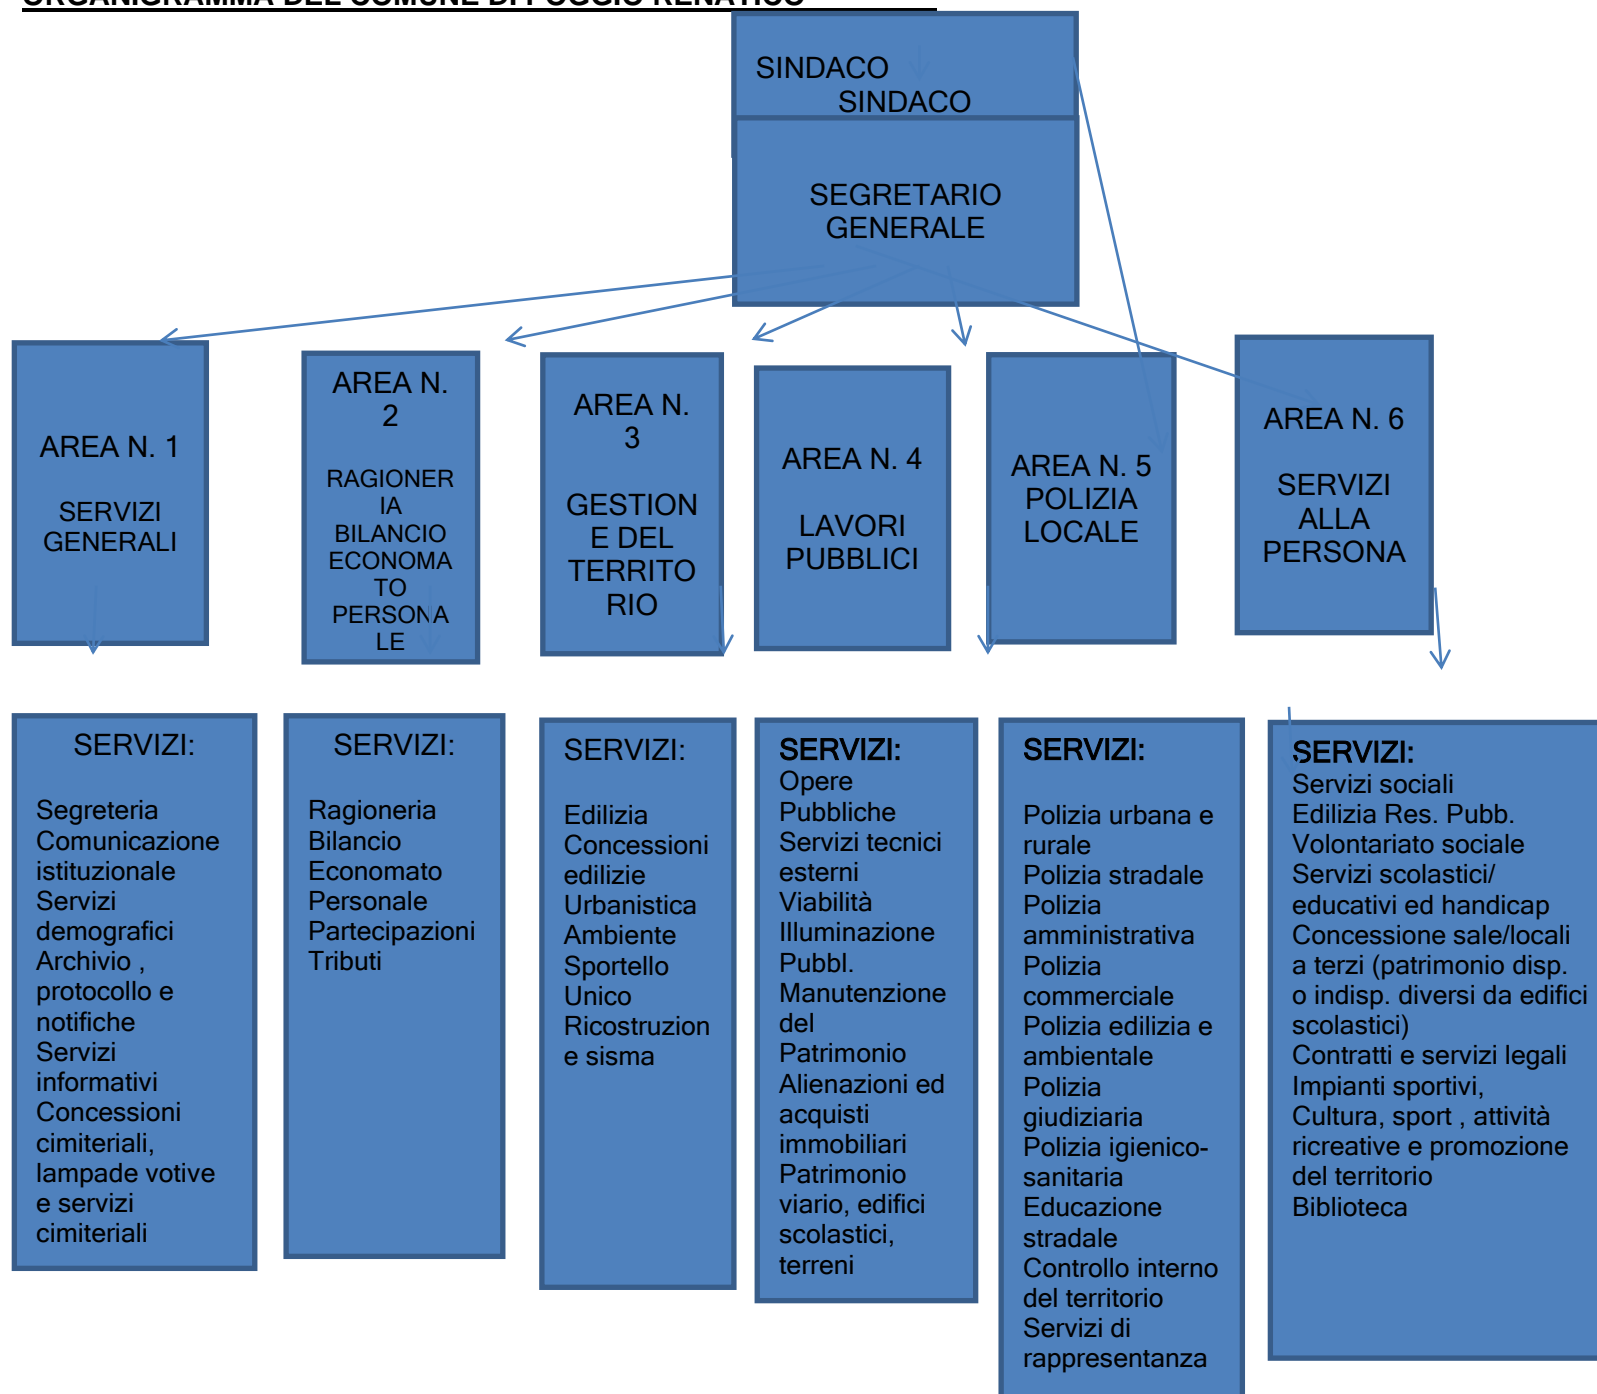 ORGANIGRAMMA DEL COMUNE DI POGGIO RENATICO
SINDACO
SINDACO
SEGRETARIO
GENERALE
AREA N. 1
SERVIZI
GENERALI
AREA N.
2
RAGIONER
IA
BILANCIO
ECONOMA
TO
PERSONA
LE
AREA N.
3
GESTION
E DEL
TERRITO
RIO
AREA N. 4
LAVORI
PUBBLICI
AREA N. 5
POLIZIA
LOCALE
AREA N. 6
SERVIZI
ALLA
PERSONA
SERVIZI:
Segreteria
Comunicazione
istituzionale
Servizi
demografici
Archivio ,
protocollo e
notifiche
Servizi
informativi
Concessioni
cimiteriali,
lampade votive
e servizi
cimiteriali
SERVIZI:
Ragioneria
Bilancio
Economato
Personale
Partecipazioni
Tributi
SERVIZI:
Edilizia
Concessioni
edilizie
Urbanistica
Ambiente
Sportello
Unico
Ricostruzion
e sisma
SERVIZI:
Opere
Pubbliche
Servizi tecnici
esterni
Viabilità
Illuminazione
Pubbl.
Manutenzione
del
Patrimonio
Alienazioni ed
acquisti
immobiliari
Patrimonio
viario, edifici
scolastici,
terreni
SERVIZI:
Polizia urbana e
rurale
Polizia stradale
Polizia
amministrativa
Polizia
commerciale
Polizia edilizia e
ambientale
Polizia
giudiziaria
Polizia igienico-
sanitaria
Educazione
stradale
Controllo interno
del territorio
Servizi di
rappresentanza
SERVIZI:
Servizi sociali
Edilizia Res. Pubb.
Volontariato sociale
Servizi scolastici/
educativi ed handicap
Concessione sale/locali
a terzi (patrimonio disp.
o indisp. diversi da edifici
scolastici)
Contratti e servizi legali
Impianti sportivi,
Cultura, sport , attività
ricreative e promozione
del territorio
Biblioteca